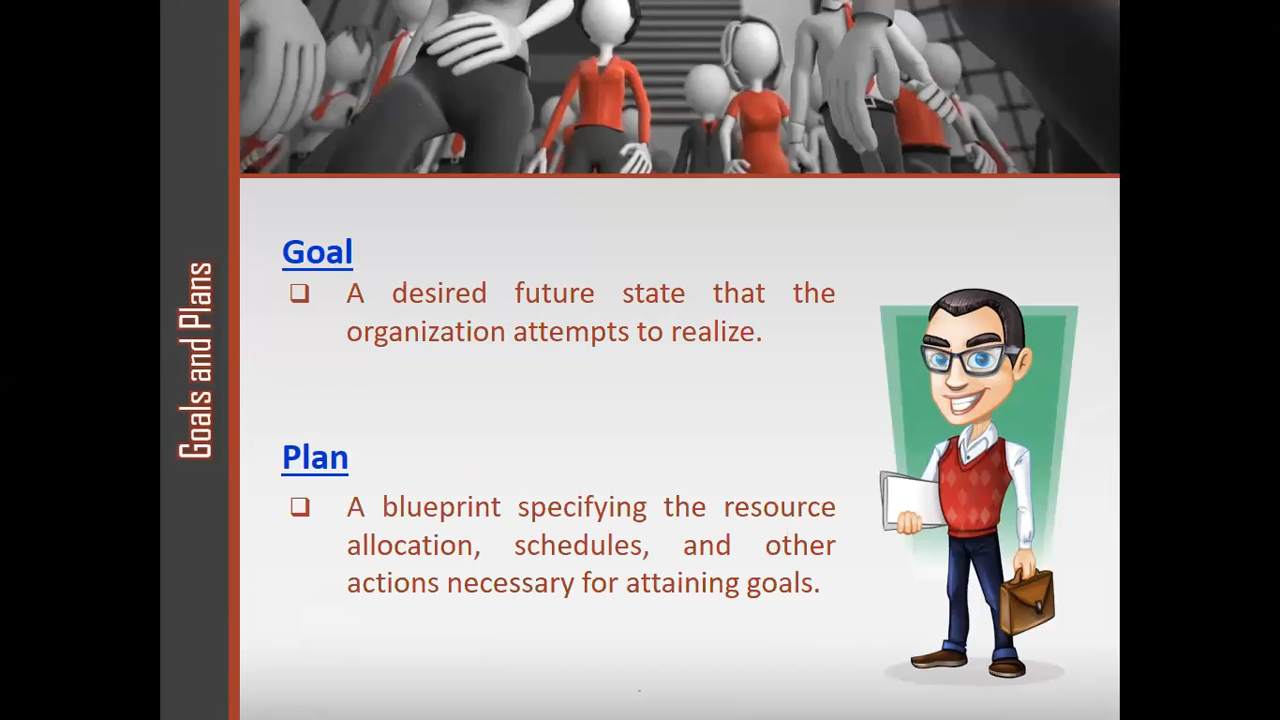 Goals and Plans
Goal
❑ A desired future state that the
organization attempts to realize.
Plan
❑ A blueprint specifying the resource
allocation, schedules, and other
actions necessary for attaining goals.